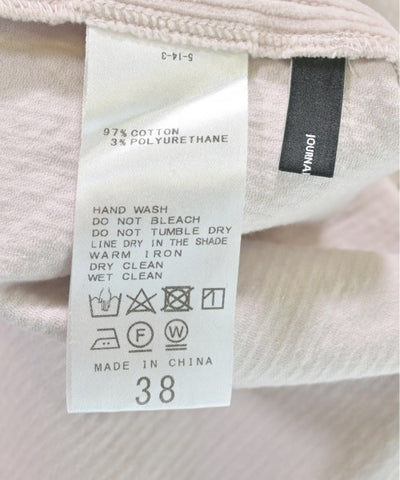 5-14-3
97% COTTON
3% POLYURETHANE
JOURNA
HAND WASH
DO NOT BLEACH
DO NOT TUMBLE DRY
LINE DRY IN THE SHADE
WARM IRON
DRY CLEAN
WET CLEAN
F W
MADE IN CHINA
38